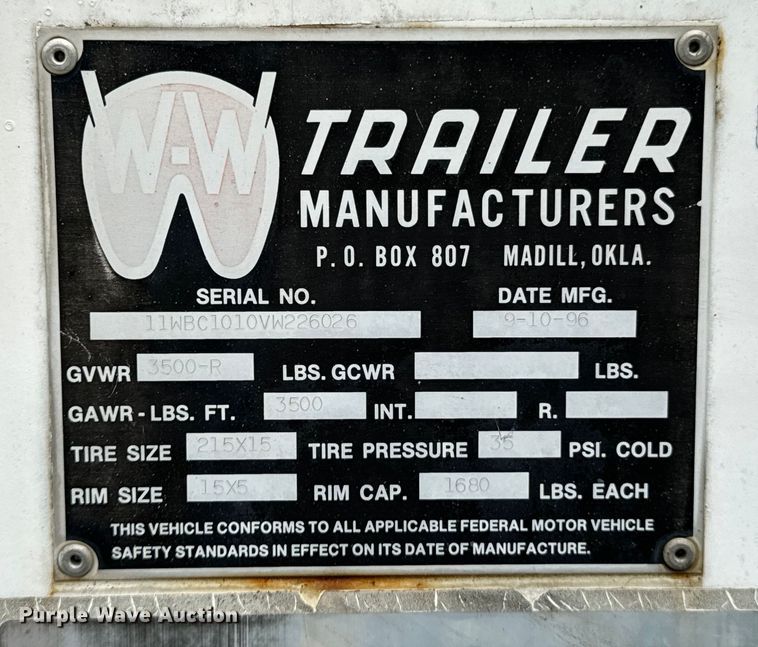 W-W TRAILER
MANUFACTURERS
P. O. BOX 807 MADILL, OKLA.
SERIAL NO. DATE MFG.
11WBC1010VW226026 9-10-96
GVWR 3500-R LBS. GCWR LBS.
GAWR - LBS. FT. 3500 INT. R.
TIRE SIZE 215X15 TIRE PRESSURE 35 PSI. COLD
RIM SIZE 15X5 RIM CAP. 1680 LBS. EACH
THIS VEHICLE CONFORMS TO ALL APPLICABLE FEDERAL MOTOR VEHICLE
SAFETY STANDARDS IN EFFECT ON ITS DATE OF MANUFACTURE.
Purple Wave Auction